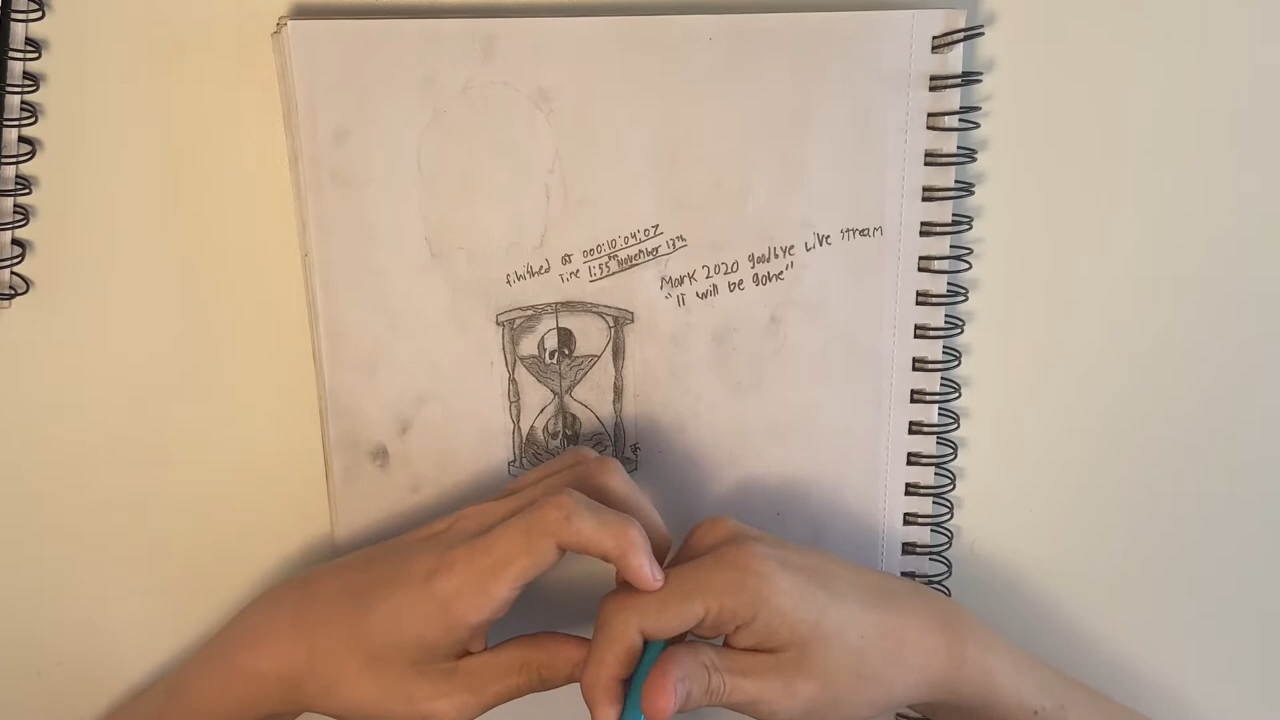 finished at 000:10:04:07
Time 1:55 November 13th
Mark 2020 goodbye Live stream
"It will be gone"